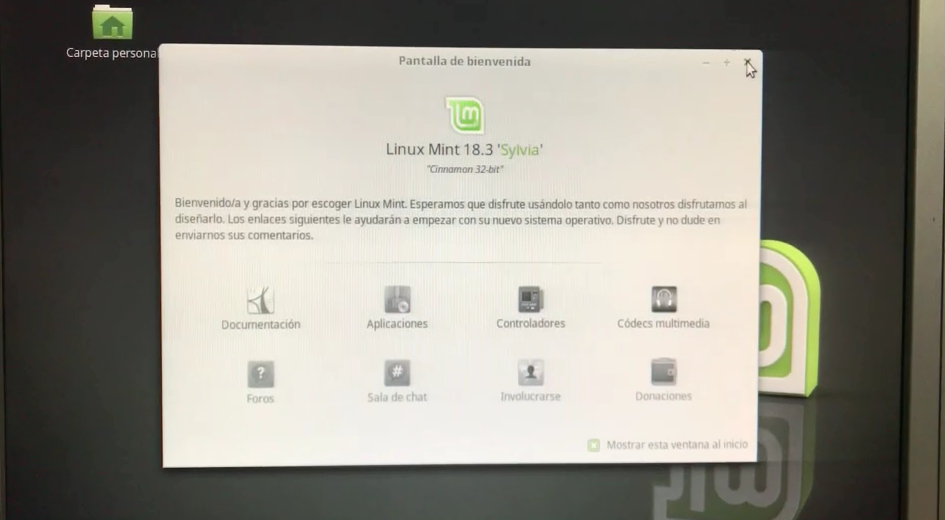 Carpeta persona
Pantalla de bienvenida
Linux Mint 18.3 'Sylvia'
"Cinnamon 32-bit"
Bienvenido/a y gracias por escoger Linux Mint. Esperamos que disfrute usándolo tanto como nosotros disfrutamos al
diseñarlo. Los enlaces siguientes le ayudarán a empezar con su nuevo sistema operativo. Disfrute y no dude en
enviarnos sus comentarios.
Documentación Aplicaciones Controladores Códecs multimedia
Foros Sala de chat Involucrarse Donaciones
Mostrar esta ventana al inicio